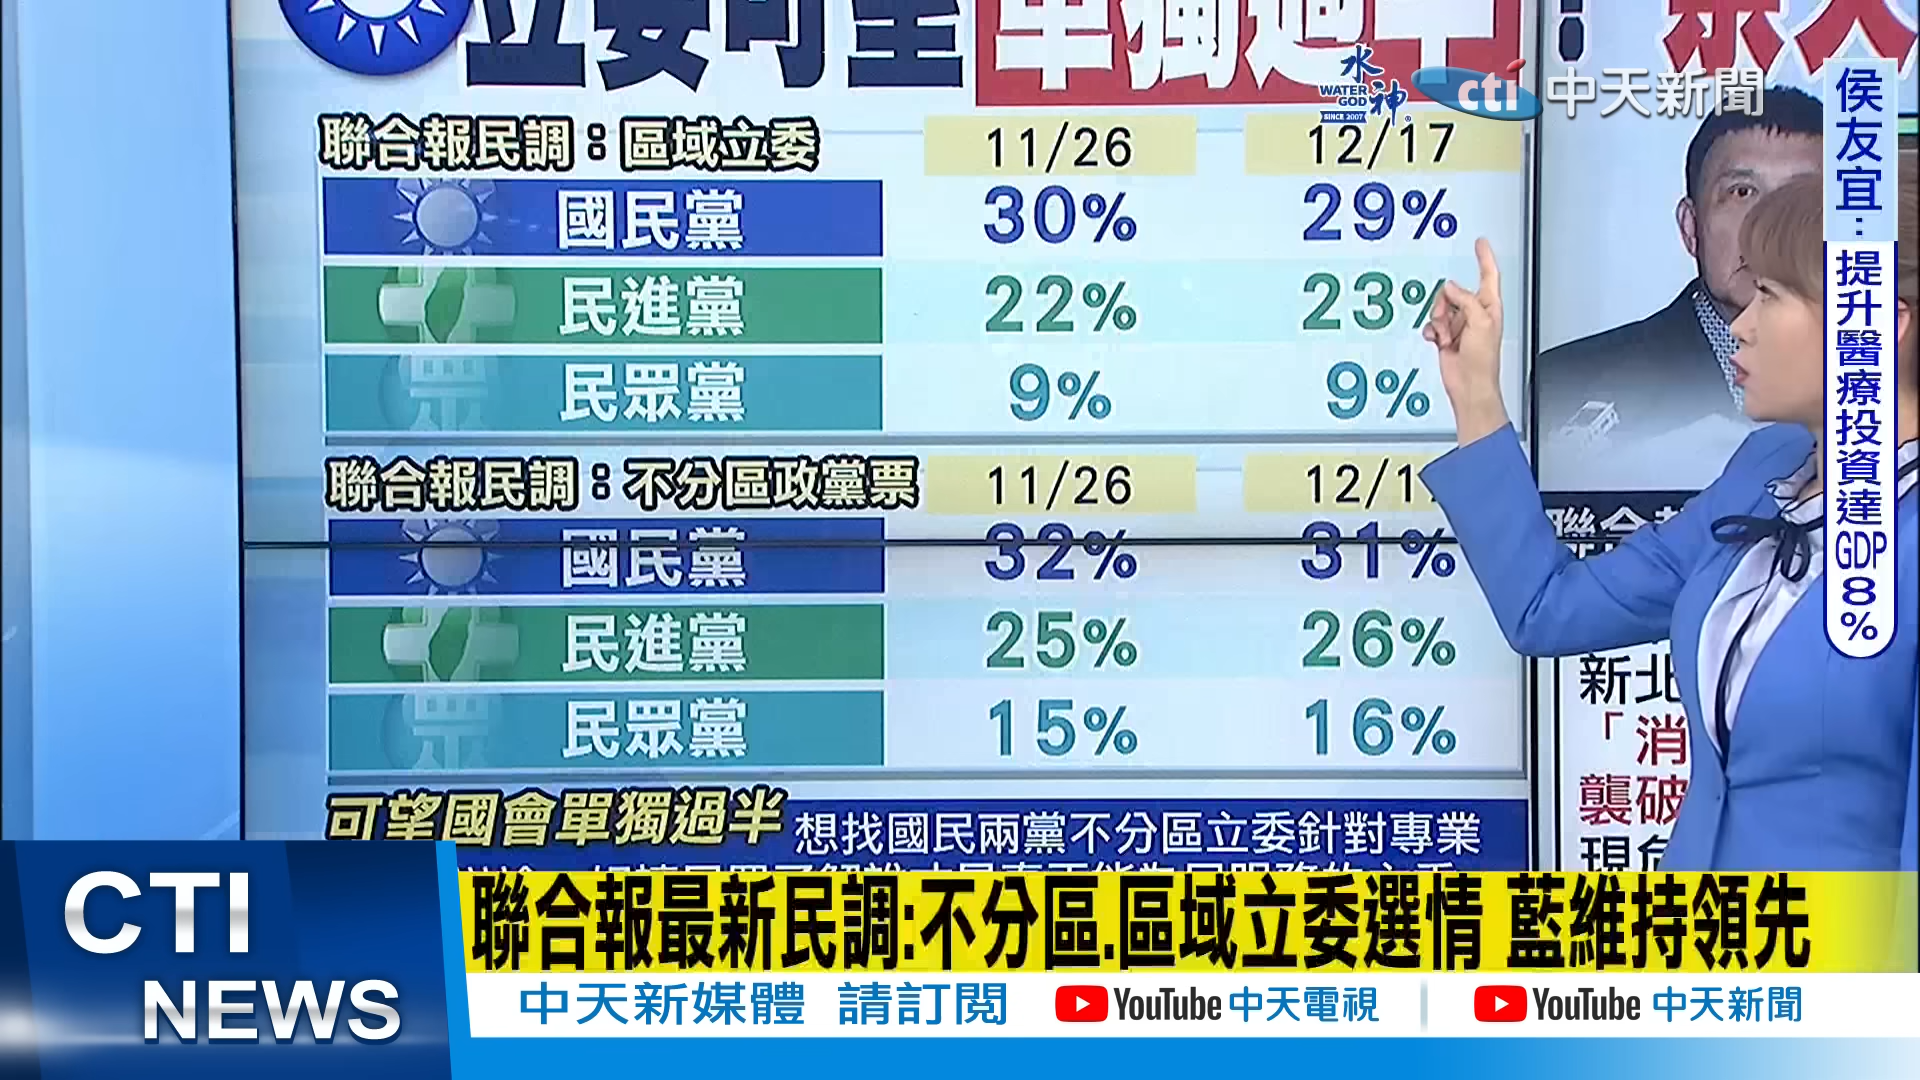 立委可望 單獨過半
水神
WATER GOD
SINCE 2007
cti 中天新聞
聯合報民調：區域立委 11/26 12/17
國民黨 30% 29%
民進黨 22% 23%
民眾黨 9% 9%
聯合報民調：不分區政黨票 11/26 12/1
國民黨 32% 31%
民進黨 25% 26%
民眾黨 15% 16%
可望國會單獨過半 想找國民兩黨不分區立委針對專業
侯友宜：提升醫療投資達GDP8%
聯合
新北
「消
襲破
現危
CTI NEWS
聯合報最新民調:不分區.區域立委選情 藍維持領先
中天新媒體 請訂閱 YouTube 中天電視 YouTube 中天新聞